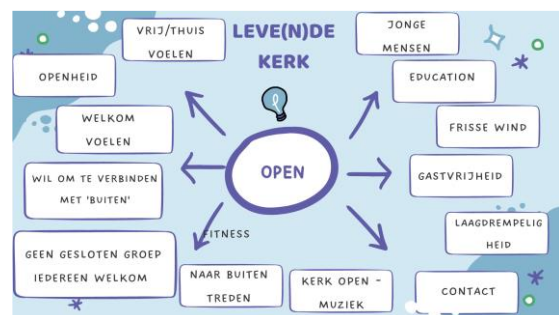 LEVE(N)DE
KERK
VRIJ/THUIS
VOELEN
OPENHEID
WELKOM
VOELEN
WIL OM TE VERBINDEN
MET 'BUITEN'
GEEN GESLOTEN GROEP
IEDEREEN WELKOM
FITNESS
NAAR BUITEN
TREDEN
KERK OPEN -
MUZIEK
OPEN
JONGE
MENSEN
EDUCATION
FRISSE WIND
GASTVRIJHEID
LAAGDREMPELIG
HEID
CONTACT